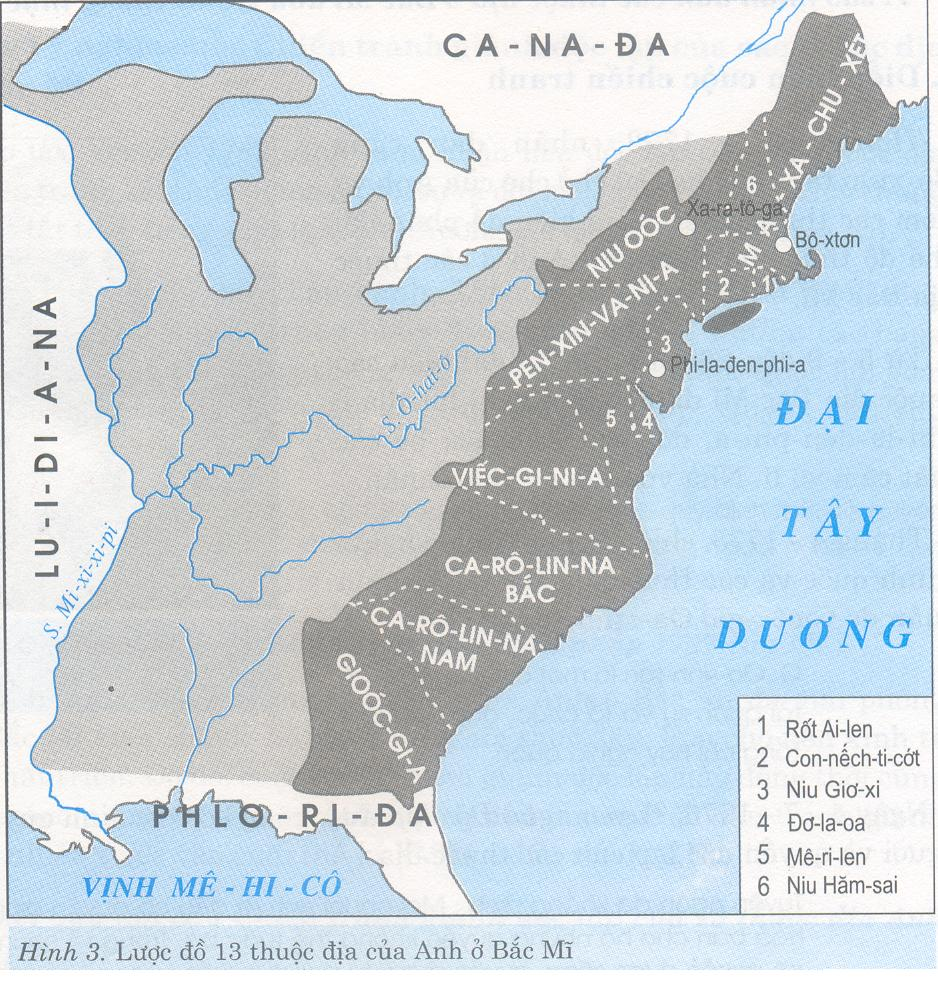 CA - NA - ĐA
MA XA - CHU - XÉT
6
Xa-ra-tô-ga
NIU OÓC
Bô-xtơn
2
1
PEN-XIN-VA-NI-A
3
Phi-la-đen-phi-a
LU - I - DI - A - NA
S. Ô-hai-ô
5
4
ĐẠI
TÂY
DƯƠNG
VIẾC-GI-NI-A
S. Mi-xi-xi-pi
CA-RÔ-LIN-NA
BẮC
CA-RÔ-LIN-NA
NAM
GIOÓC-GI-A
PHLO - RI - ĐA
VỊNH MÊ - HI - CÔ
1 Rốt Ai-len
2 Con-nếch-ti-cớt
3 Niu Giơ-xi
4 Đơ-la-oa
5 Mê-ri-len
6 Niu Hăm-sai
Hình 3. Lược đồ 13 thuộc địa của Anh ở Bắc Mĩ